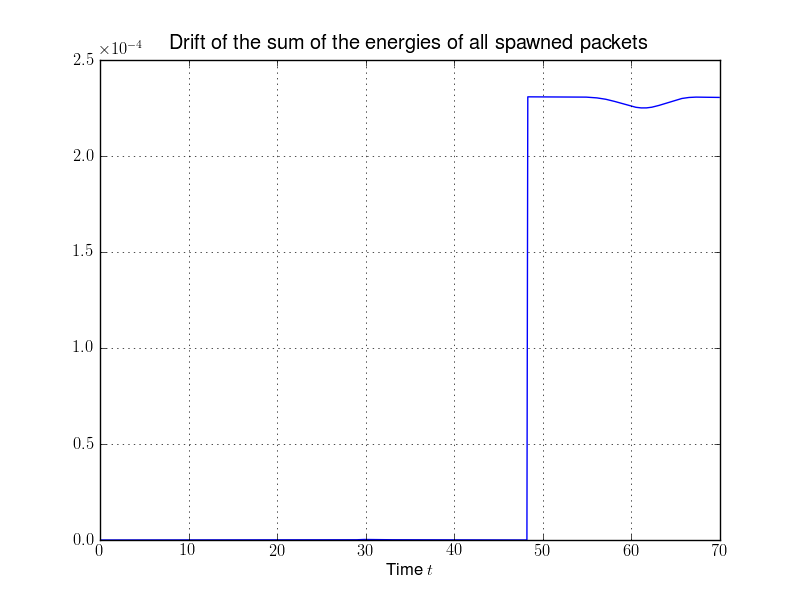 ×10⁻⁴
Drift of the sum of the energies of all spawned packets
2.5
2.0
1.5
1.0
0.5
0.0
0 10 20 30 40 50 60 70
Time t